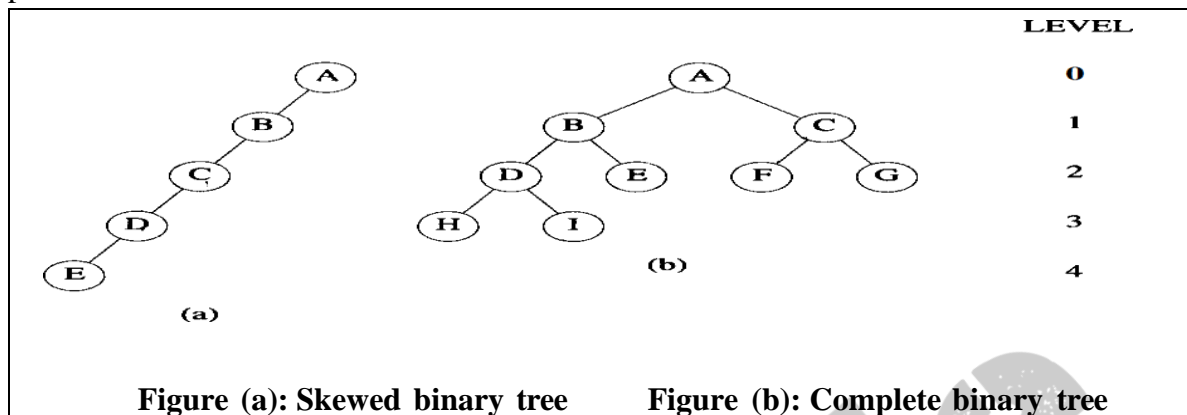 LEVEL
A A 0
B B C 1
C D E F G 2
D H I 3
E 4
(b)
(a)
Figure (a): Skewed binary tree Figure (b): Complete binary tree